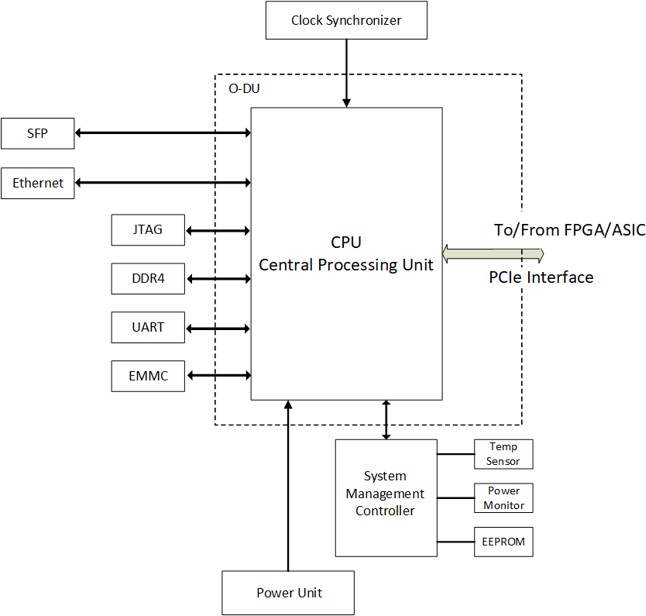 Clock Synchronizer
O-DU
SFP
Ethernet
JTAG
DDR4
UART
EMMC
CPU
Central Processing Unit
To/From FPGA/ASIC
PCIe Interface
System
Management
Controller
Temp
Sensor
Power
Monitor
EEPROM
Power Unit